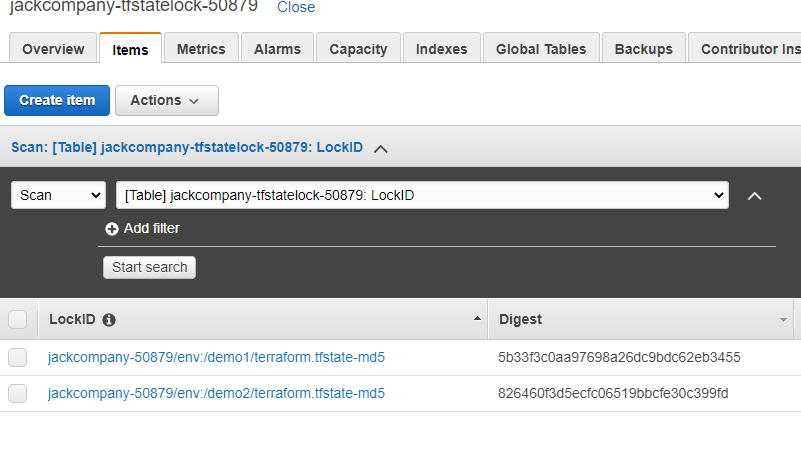 jackcompany-tfstatelock-50879 Close
Overview Items Metrics Alarms Capacity Indexes Global Tables Backups Contributor Ins
Create item Actions
Scan: [Table] jackcompany-tfstatelock-50879: LockID
Scan [Table] jackcompany-tfstatelock-50879: LockID
Add filter
Start search
LockID Digest
jackcompany-50879/env:/demo1/terraform.tfstate-md5 5b33f3c0aa97698a26dc9bdc62eb3455
jackcompany-50879/env:/demo2/terraform.tfstate-md5 826460f3d5ecfc06519bbcfe30c399fd